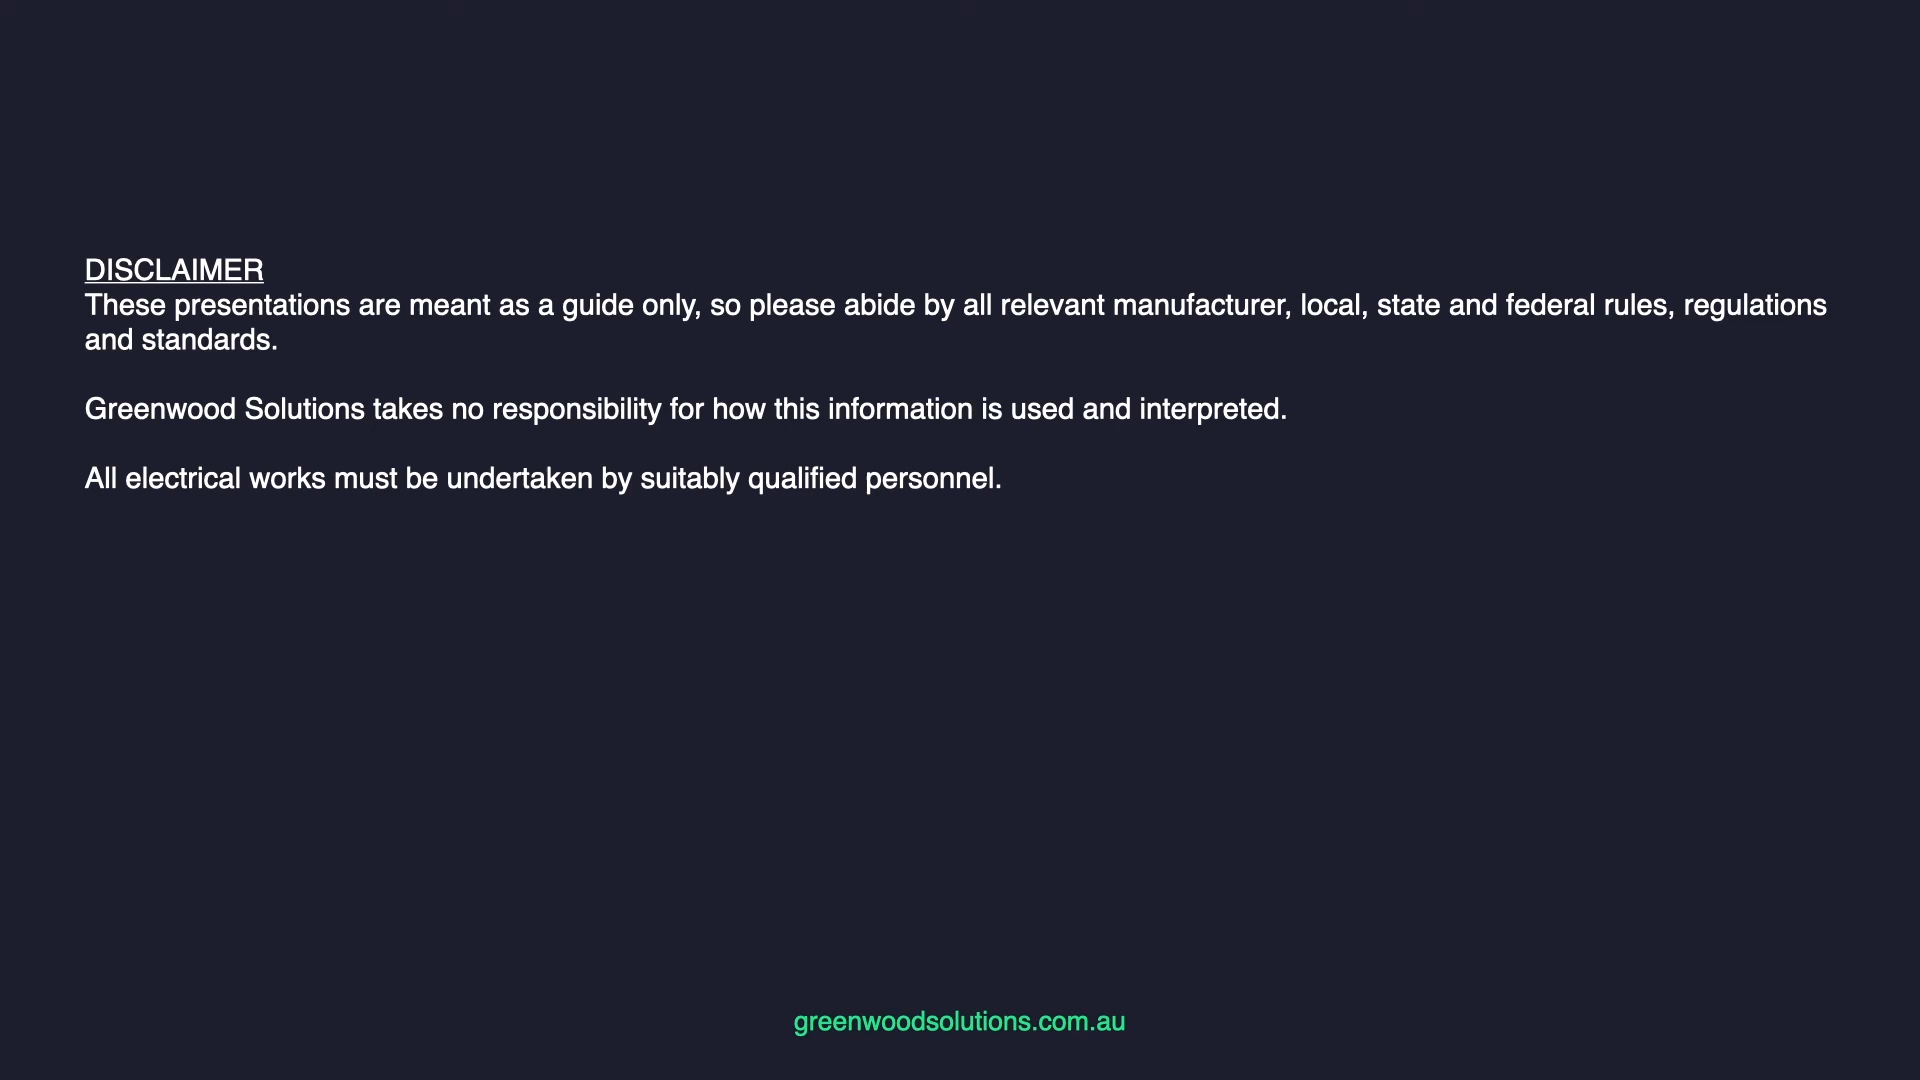 DISCLAIMER
These presentations are meant as a guide only, so please abide by all relevant manufacturer, local, state and federal rules, regulations
and standards.
Greenwood Solutions takes no responsibility for how this information is used and interpreted.
All electrical works must be undertaken by suitably qualified personnel.
greenwoodsolutions.com.au